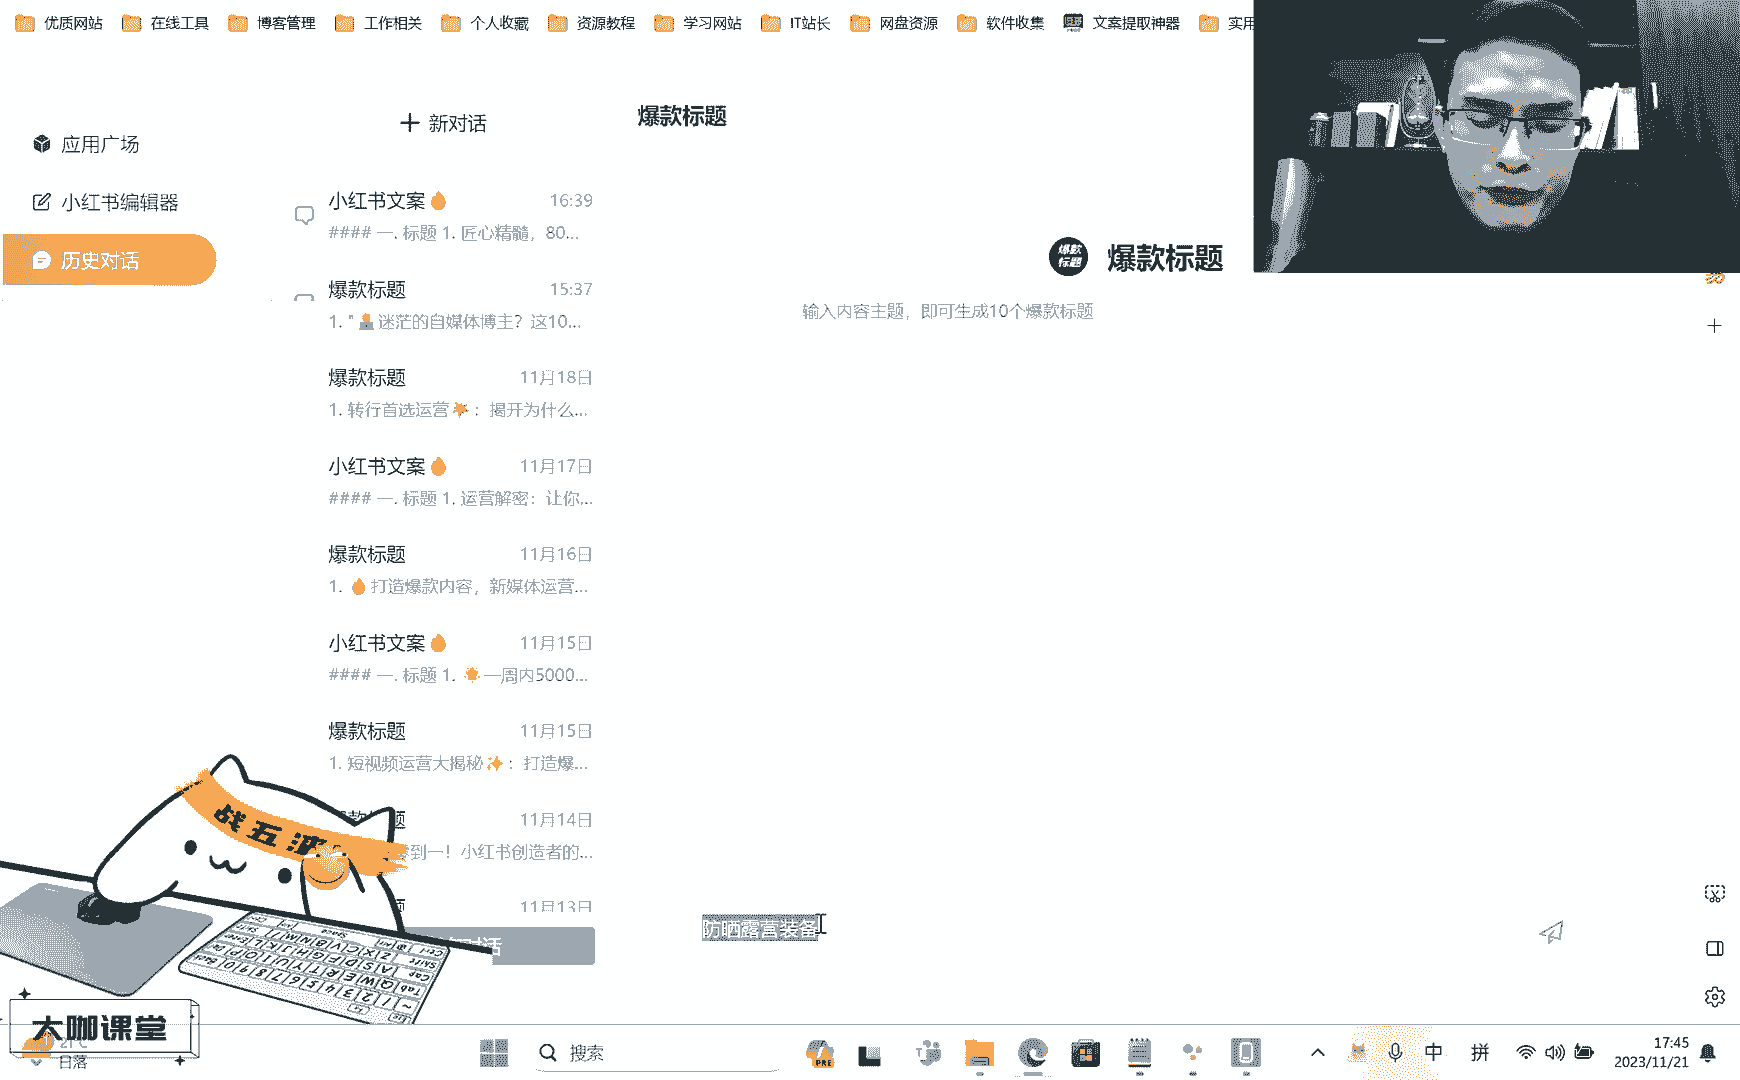 优质网站 在线工具 博客管理 工作相关 个人收藏 资源教程 学习网站 IT站长 网盘资源 软件收集 文案提取神器 实用
应用广场
小红书编辑器
历史对话
新对话
小红书文案 16:39
#### 一. 标题 1. 匠心精髓，80...
爆款标题 15:37
1. " 迷茫的自媒体博主？这10...
爆款标题 11月18日
1. 转行首选运营 ：揭开为什么...
小红书文案 11月17日
#### 一. 标题 1. 运营解密：让你...
爆款标题 11月16日
1. 打造爆款内容，新媒体运营...
小红书文案 11月15日
#### 一. 标题 1. 一周内5000...
爆款标题 11月15日
1. 短视频运营大揭秘 ：打造爆...
题 11月14日
到一！小红书创造者的...
11月13日
爆款标题
爆款标题
爆款标题
输入内容主题，即可生成10个爆款标题
防晒露营装备
战五渣
大咖课堂
21°C
日落
搜索
PRE
中
拼
17:45
2023/11/21